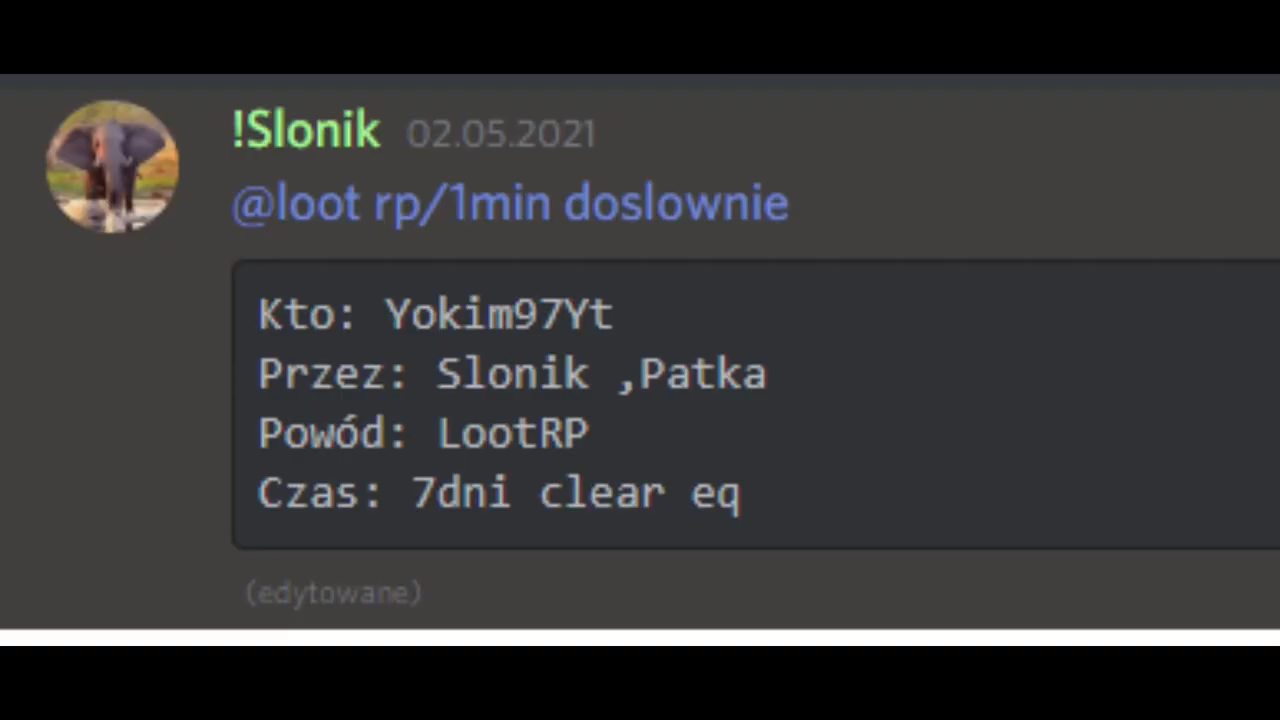 !Slonik 02.05.2021
@loot rp/1min doslownie
Kto: Yokim97Yt
Przez: Slonik ,Patka
Powód: LootRP
Czas: 7dni clear eq
(edytowane)